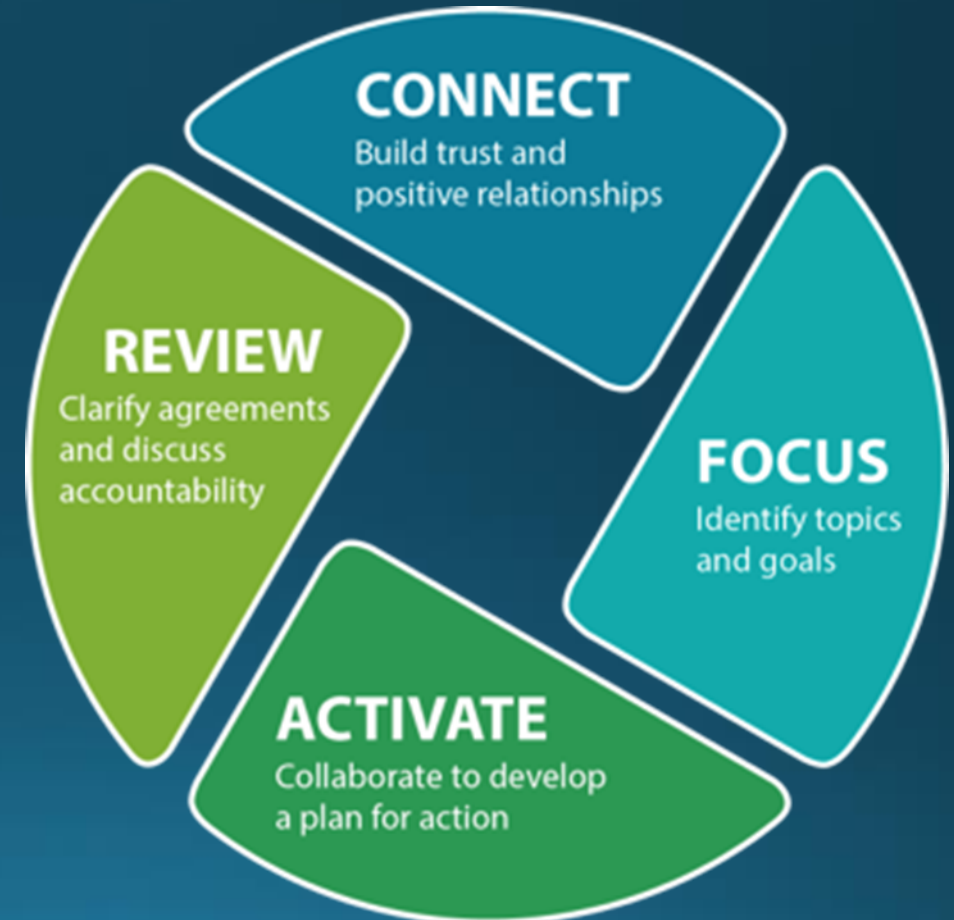 CONNECT
Build trust and
positive relationships
FOCUS
Identify topics
and goals
ACTIVATE
Collaborate to develop
a plan for action
REVIEW
Clarify agreements
and discuss
accountability